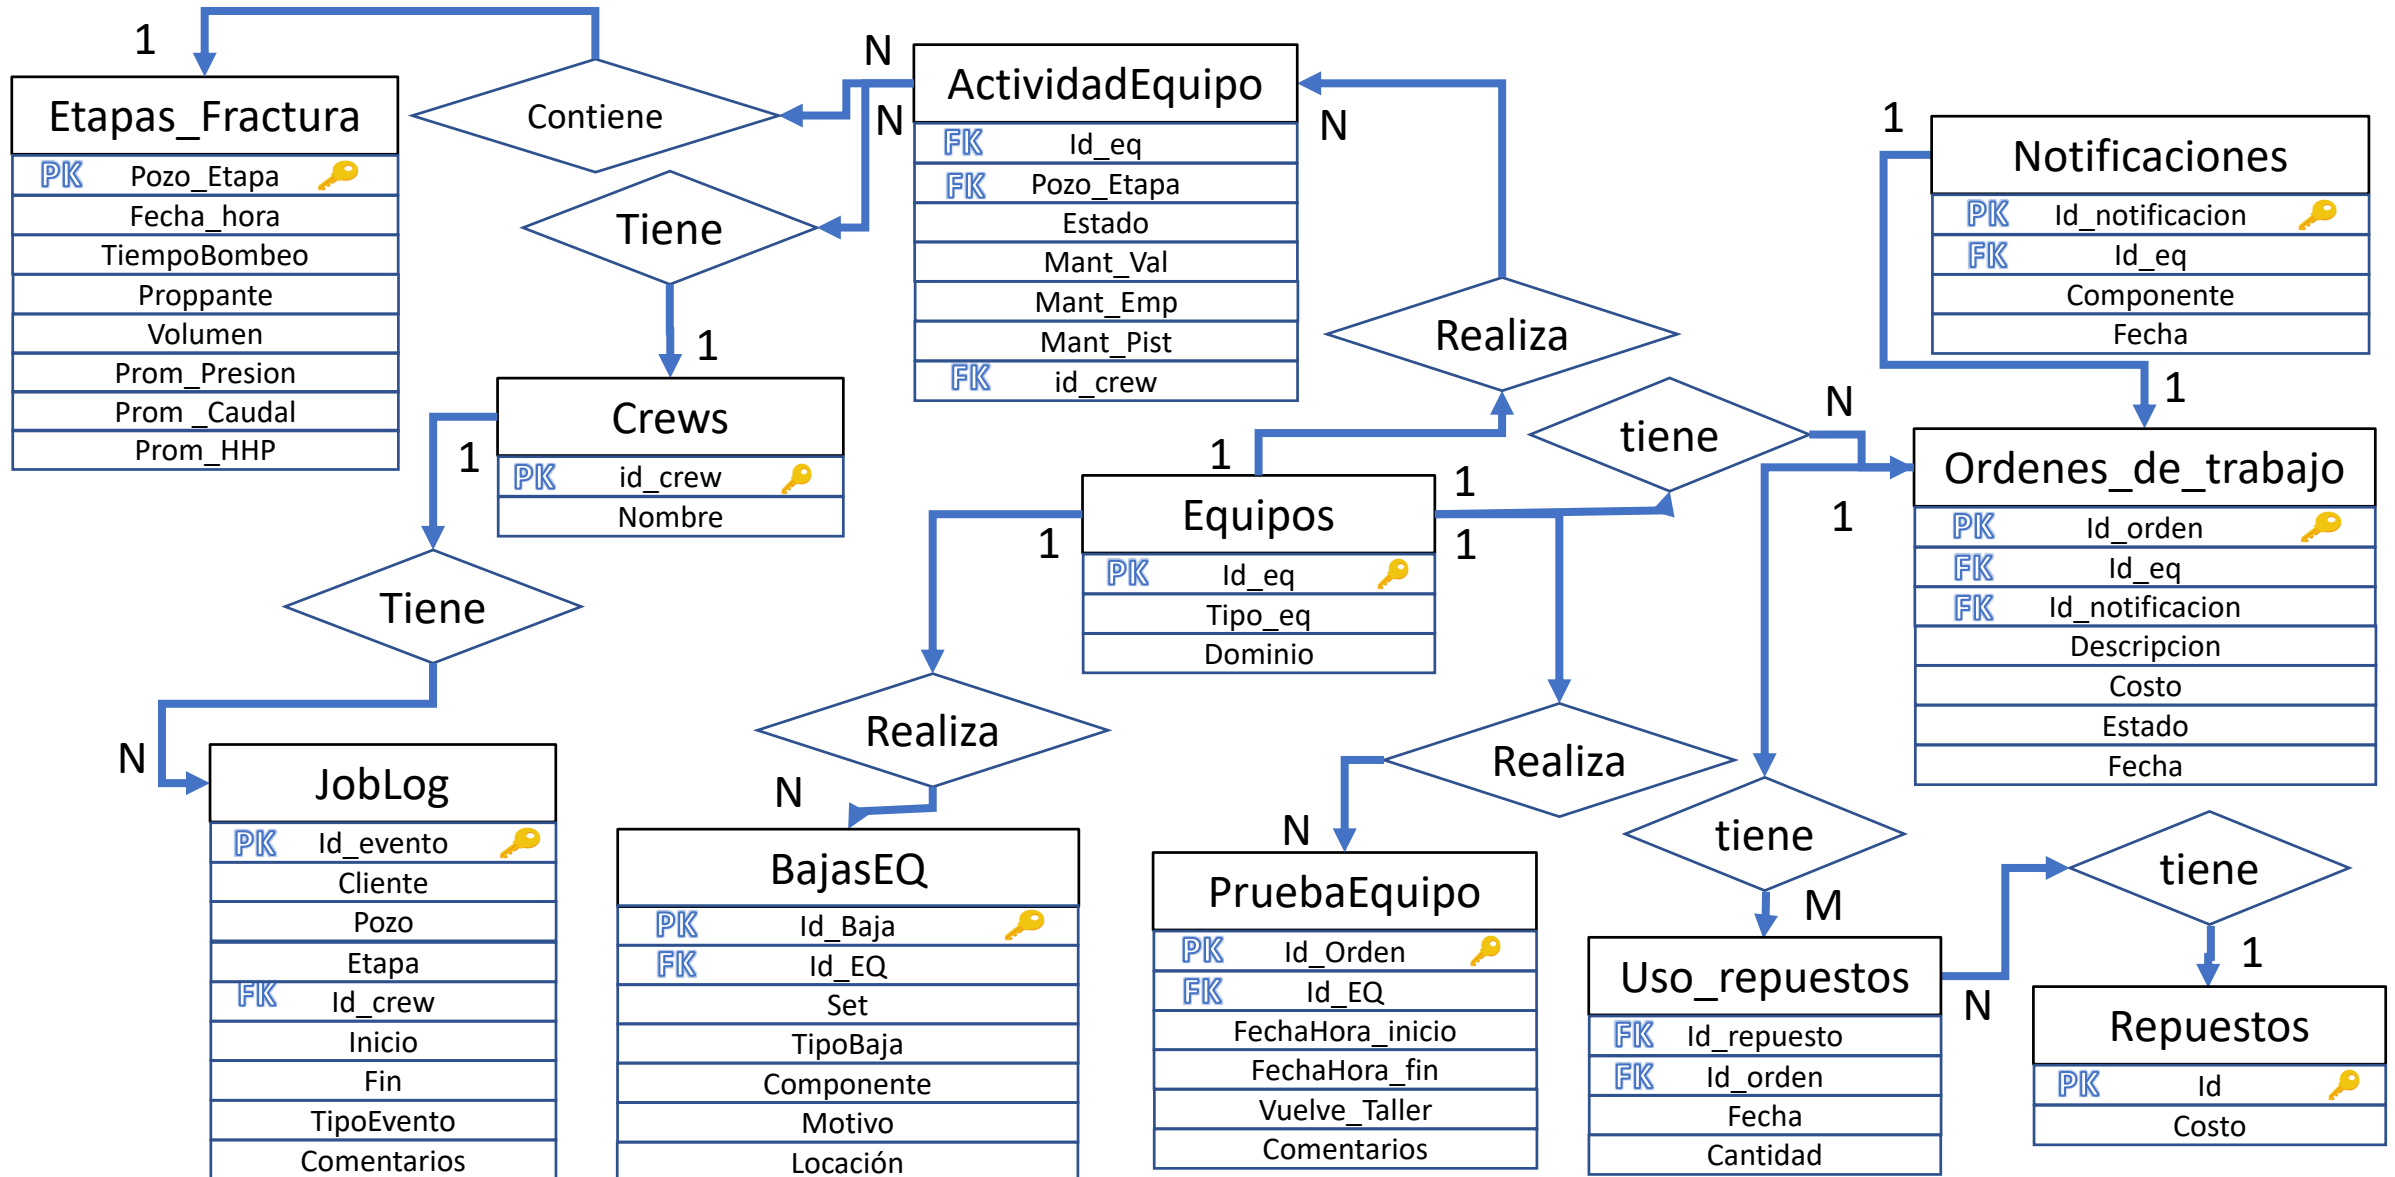 1
Etapas_Fractura
PK Pozo_Etapa
Fecha_hora
TiempoBombeo
Proppante
Volumen
Prom_Presion
Prom _Caudal
Prom_HHP
Contiene
N
N
Tiene
1
ActividadEquipo
FK Id_eq
FK Pozo_Etapa
Estado
Mant_Val
Mant_Emp
Mant_Pist
FK id_crew
N
Realiza
1
Notificaciones
PK Id_notificacion
FK Id_eq
Componente
Fecha
1
Crews
PK id_crew
Nombre
1
Tiene
N
JobLog
PK Id_evento
Cliente
Pozo
Etapa
FK Id_crew
Inicio
Fin
TipoEvento
Comentarios
1
1
1
1
Equipos
PK Id_eq
Tipo_eq
Dominio
tiene
N
1
Ordenes_de_trabajo
PK Id_orden
FK Id_eq
FK Id_notificacion
Descripcion
Costo
Estado
Fecha
Realiza
N
BajasEQ
PK Id_Baja
FK Id_EQ
Set
TipoBaja
Componente
Motivo
Locación
Realiza
N
PruebaEquipo
PK Id_Orden
FK Id_EQ
FechaHora_inicio
FechaHora_fin
Vuelve_Taller
Comentarios
tiene
M
Uso_repuestos
FK Id_repuesto
FK Id_orden
Fecha
Cantidad
N
tiene
1
Repuestos
PK Id
Costo